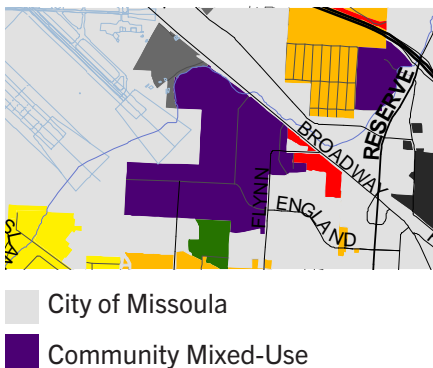 BROADWAY
RESERVE
FLYNN
ENGLAND
City of Missoula
Community Mixed-Use